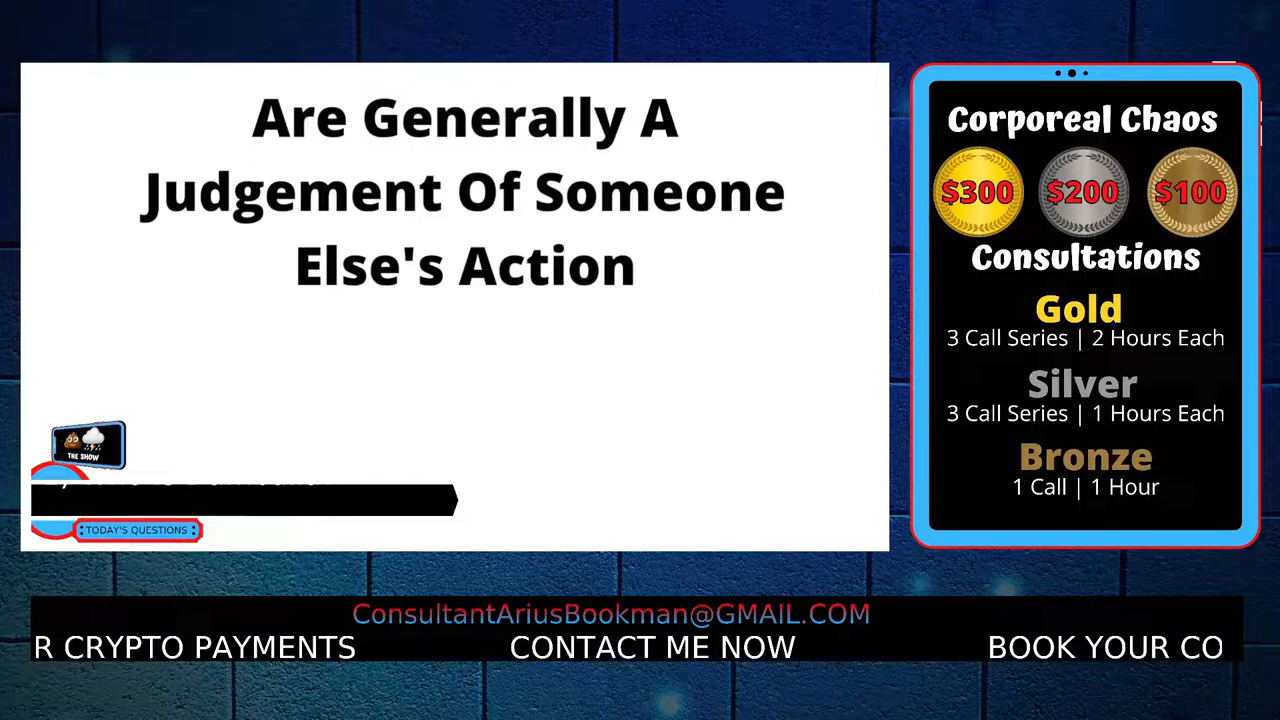 Are Generally A
Judgement Of Someone
Else's Action
THE SHOW
TODAY'S QUESTIONS
Corporeal Chaos
$300 $200 $100
Consultations
Gold
3 Call Series | 2 Hours Each
Silver
3 Call Series | 1 Hours Each
Bronze
1 Call | 1 Hour
ConsultantAriusBookman@GMAIL.COM
R CRYPTO PAYMENTS CONTACT ME NOW BOOK YOUR CO